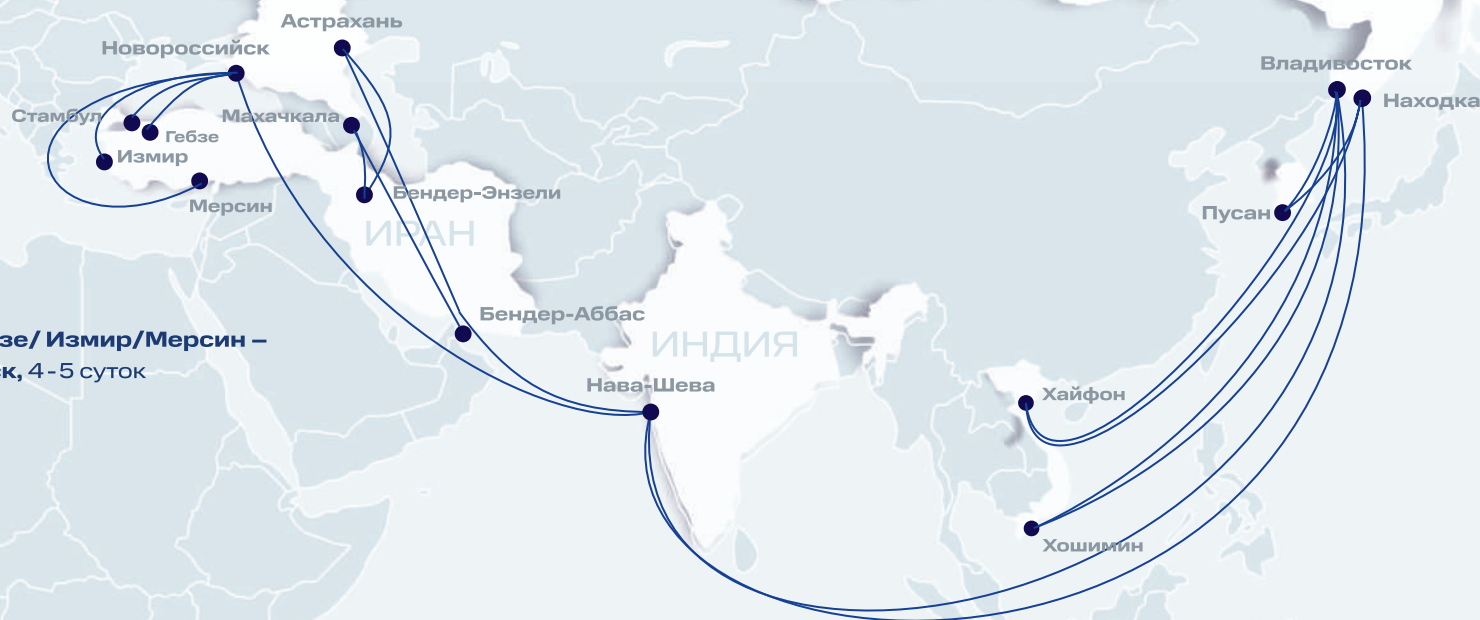 Астрахань
Новороссийск
Владивосток
Находка
Стамбул
Махачкала
Гебзе
Измир
Бендер-Энзели
Мерсин
Пусан
ИРАН
Бендер-Аббас
зе/ Измир/Мерсин –
ИНДИЯ
к, 4-5 суток
Нава-Шева
Хайфон
Хошимин